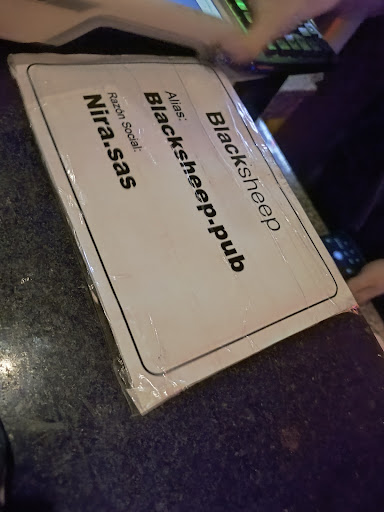 Blacksheep
Alias:
Blacksheep-pub
Razón Social:
Nira.sas